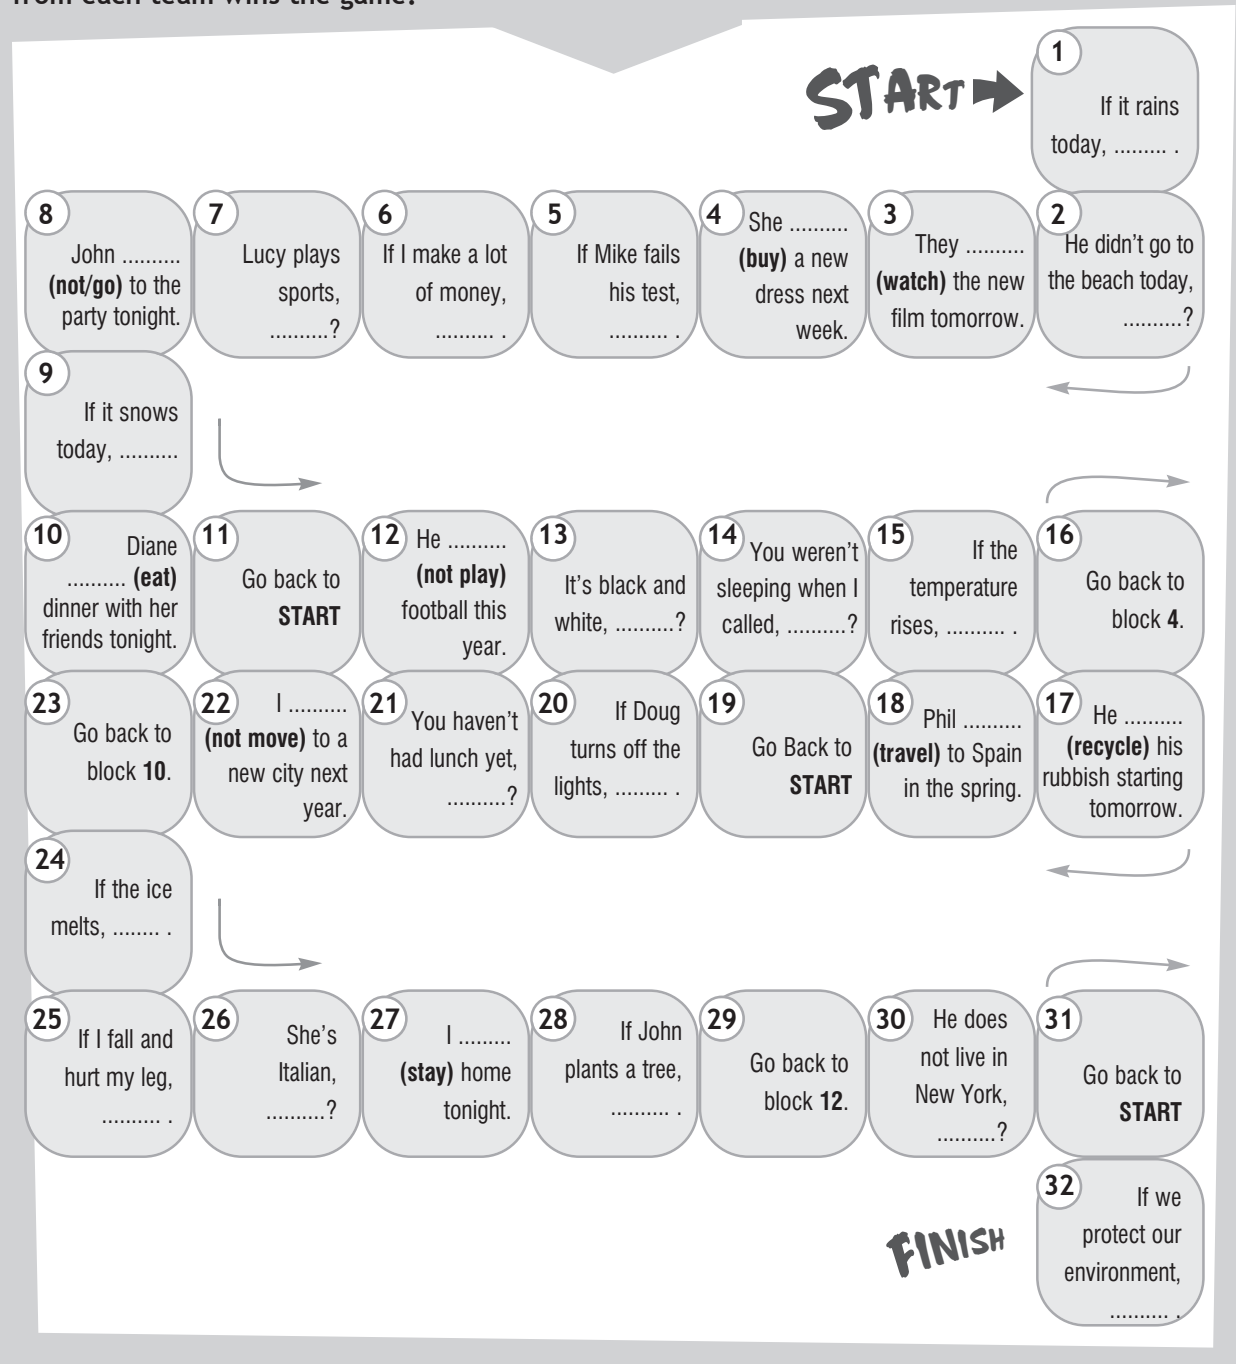 from each team wins the game!
START
1
If it rains
today, ......... .
2
He didn't go to
the beach today,
..........?
3
They ..........
(watch) the new
film tomorrow.
4
She ..........
(buy) a new
dress next
week.
5
If Mike fails
his test,
.......... .
6
If I make a lot
of money,
.......... .
7
Lucy plays
sports,
..........?
8
John ..........
(not/go) to the
party tonight.
9
If it snows
today, ..........
10
Diane
.......... (eat)
dinner with her
friends tonight.
11
Go back to
START
12
He ..........
(not play)
football this
year.
13
It's black and
white, ..........?
14
You weren't
sleeping when I
called, ..........?
15
If the
temperature
rises, .......... .
16
Go back to
block 4.
17
He ..........
(recycle) his
rubbish starting
tomorrow.
18
Phil ..........
(travel) to Spain
in the spring.
19
Go Back to
START
20
If Doug
turns off the
lights, ......... .
21
You haven't
had lunch yet,
..........?
22
I ..........
(not move) to a
new city next
year.
23
Go back to
block 10.
24
If the ice
melts, ........ .
25
If I fall and
hurt my leg,
.......... .
26
She's
Italian,
..........?
27
I .........
(stay) home
tonight.
28
If John
plants a tree,
.......... .
29
Go back to
block 12.
30
He does
not live in
New York,
..........?
31
Go back to
START
32
If we
protect our
environment,
.......... .
FINISH